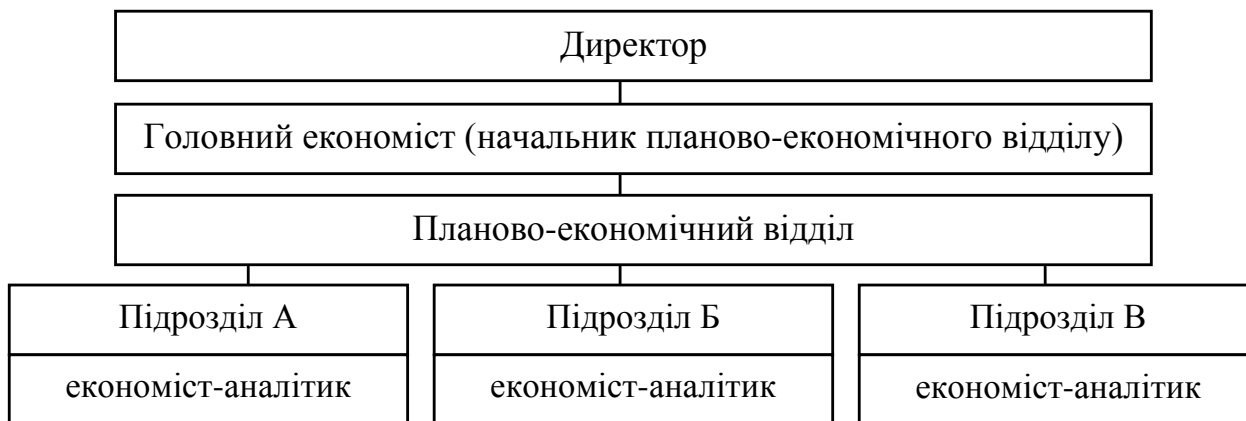 Директор
Головний економіст (начальник планово-економічного відділу)
Планово-економічний відділ
Підрозділ А
Підрозділ Б
Підрозділ В
економіст-аналітик
економіст-аналітик
економіст-аналітик